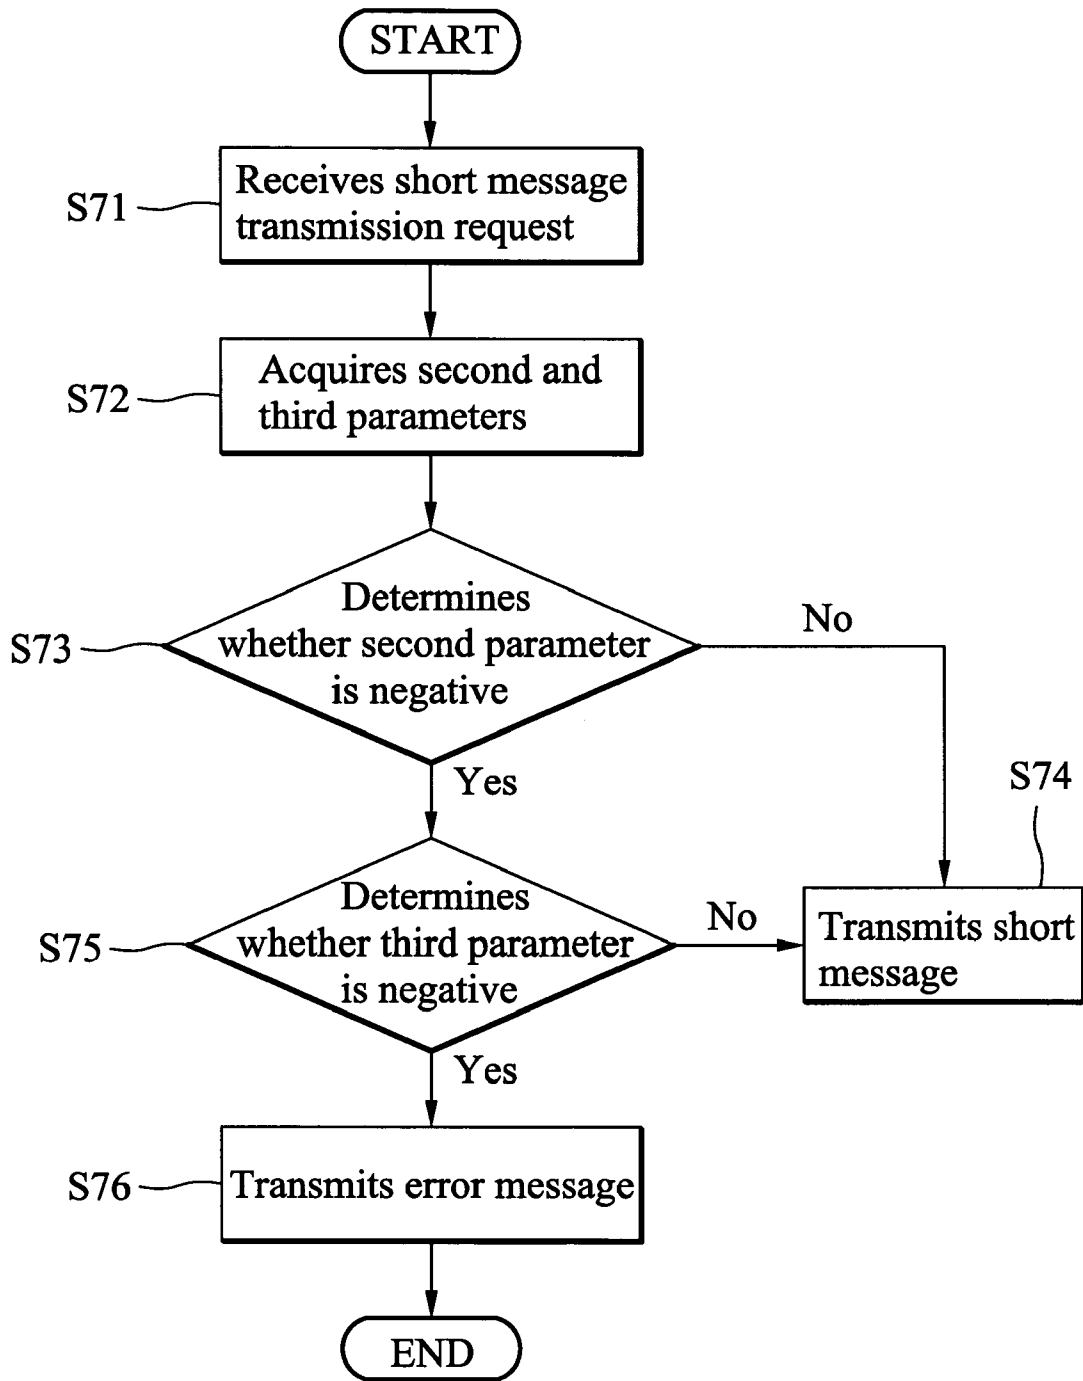 START
S71
Receives short message
transmission request
S72
Acquires second and
third parameters
S73
Determines
whether second parameter
is negative
No
Yes
S74
Transmits short
message
S75
Determines
whether third parameter
is negative
No
Yes
S76
Transmits error message
END